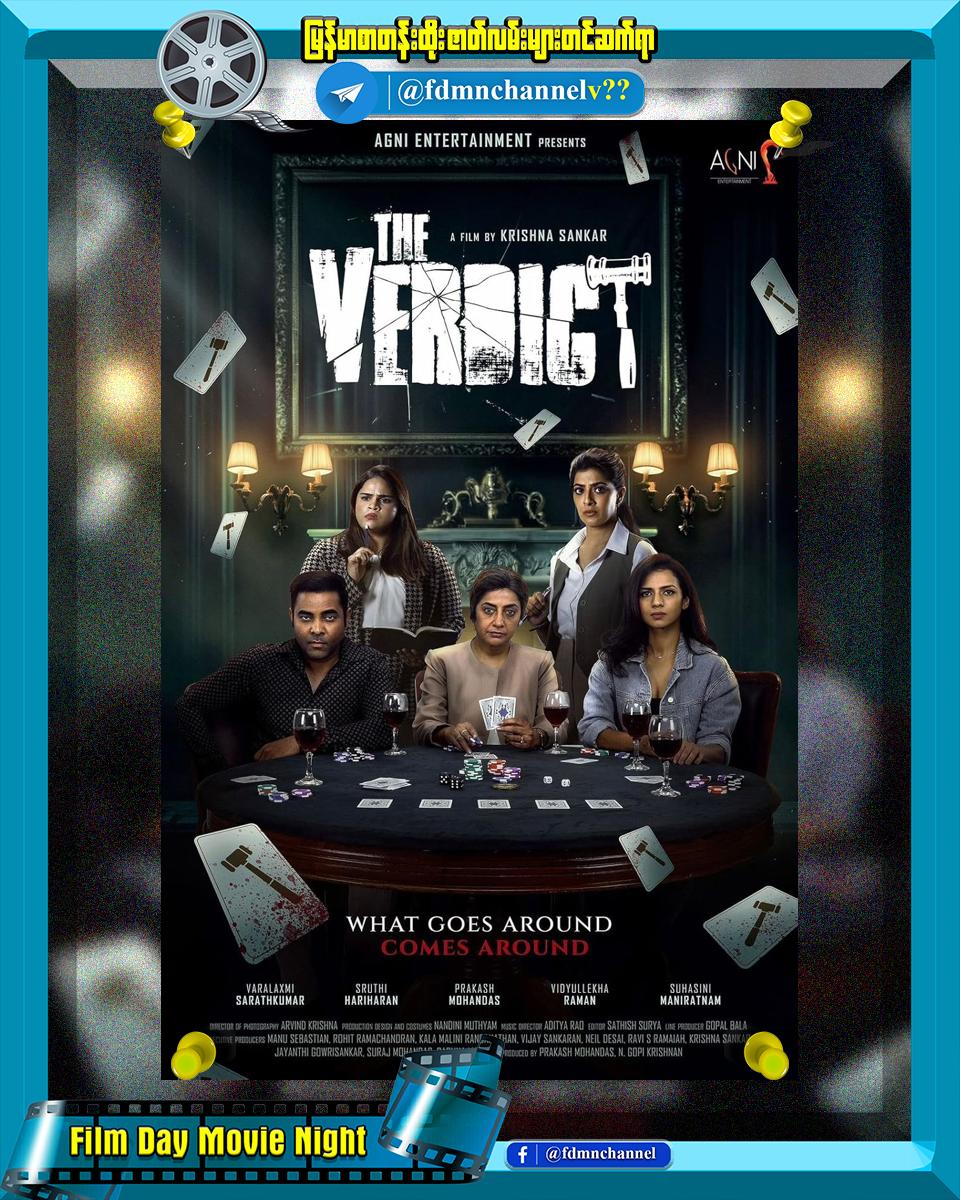 မြန်မာစာတန်းထိုးဇာတ်လမ်းများတင်ဆက်ရာ
@fdmnchannelv??
AGNI ENTERTAINMENT PRESENTS
AGNI
ENTERTAINMENT
THE
A FILM BY KRISHNA SANKAR
VERDICT
WHAT GOES AROUND
COMES AROUND
VARALAXMI SARATHKUMAR
SRUTHI HARIHARAN
PRAKASH MOHANDAS
VIDYULLEKHA RAMAN
SUHASINI MANIRATNAM
DIRECTOR OF PHOTOGRAPHY ARVIND KRISHNA PRODUCTION DESIGN AND COSTUMES NANDINI MUTHYAM MUSIC DIRECTOR ADITYA RAO EDITOR SATHISH SURYA LINE PRODUCER GOPAL BALA
PRODUCERS MANU SEBASTIAN, ROHIT RAMACHANDRAN, KALA MALINI VIJAY SANKARAN, NEIL DESAI, RAVI S RAMAIAH, KRISHNA
JAYANTHI GOWRISANKAR, SURAJ BY PRAKASH MOHANDAS, N. GOPI KRISHNAN
Film Day Movie Night
f @fdmnchannel